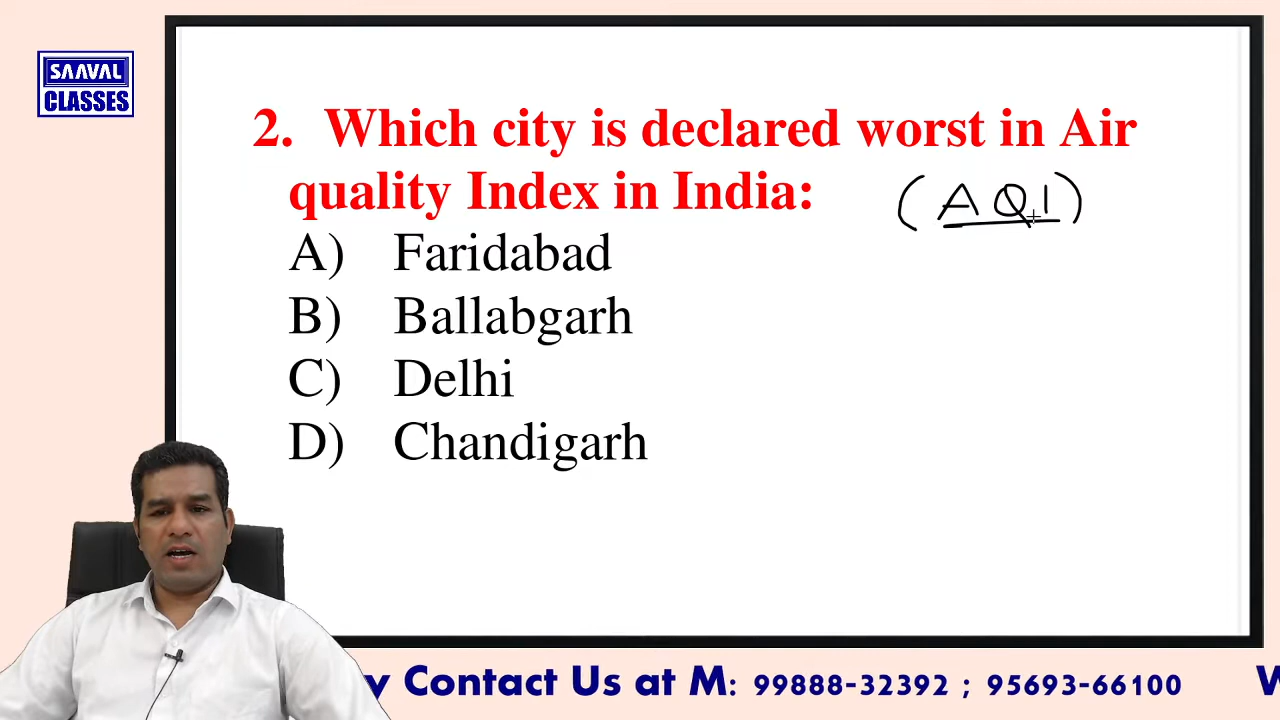 SAAVAL
CLASSES
2. Which city is declared worst in Air
quality Index in India:
(AQI)
A) Faridabad
B) Ballabgarh
C) Delhi
D) Chandigarh
y Contact Us at M: 99888-32392 ; 95693-66100 W